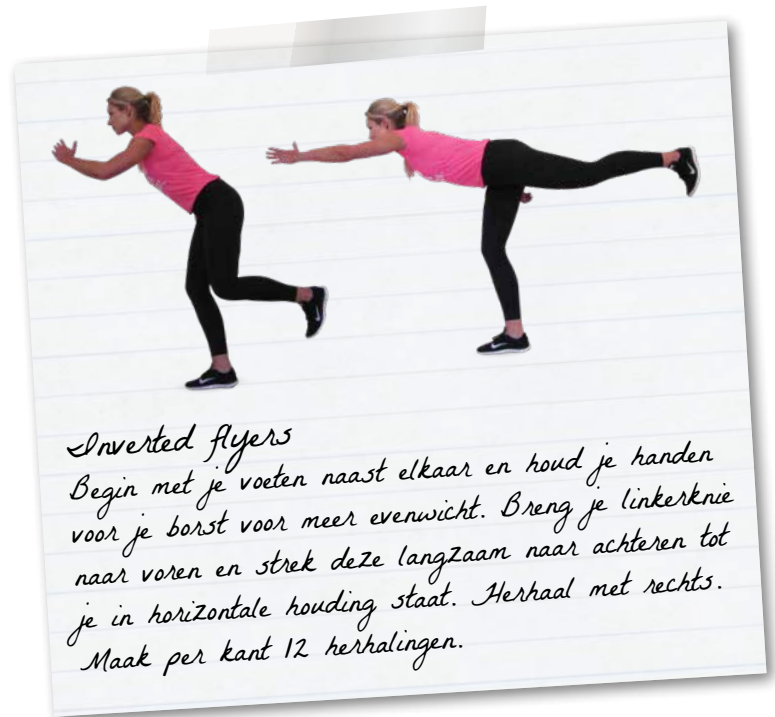 Inverted flyers
Begin met je voeten naast elkaar en houd je handen
voor je borst voor meer evenwicht. Breng je linkerknie
naar voren en strek deze langzaam naar achteren tot
je in horizontale houding staat. Herhaal met rechts.
Maak per kant 12 herhalingen.